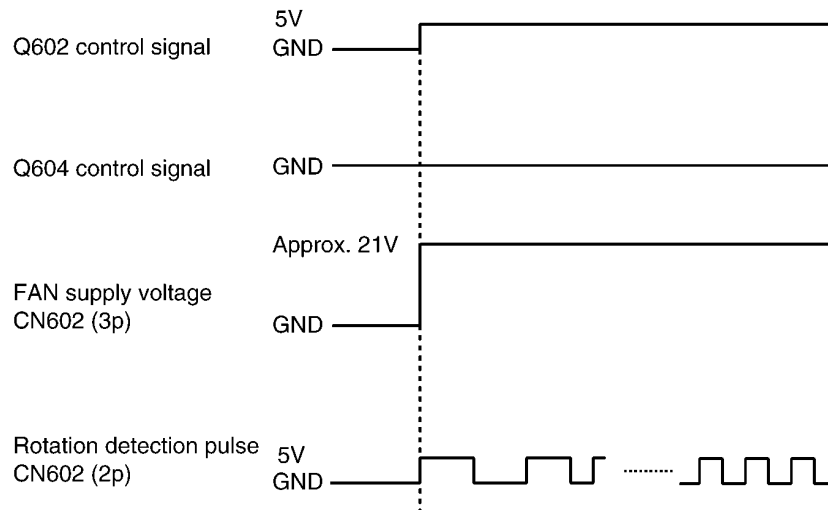 5V
Q602 control signal GND
Q604 control signal GND
Approx. 21V
FAN supply voltage
CN602 (3p) GND
Rotation detection pulse 5V
CN602 (2p) GND